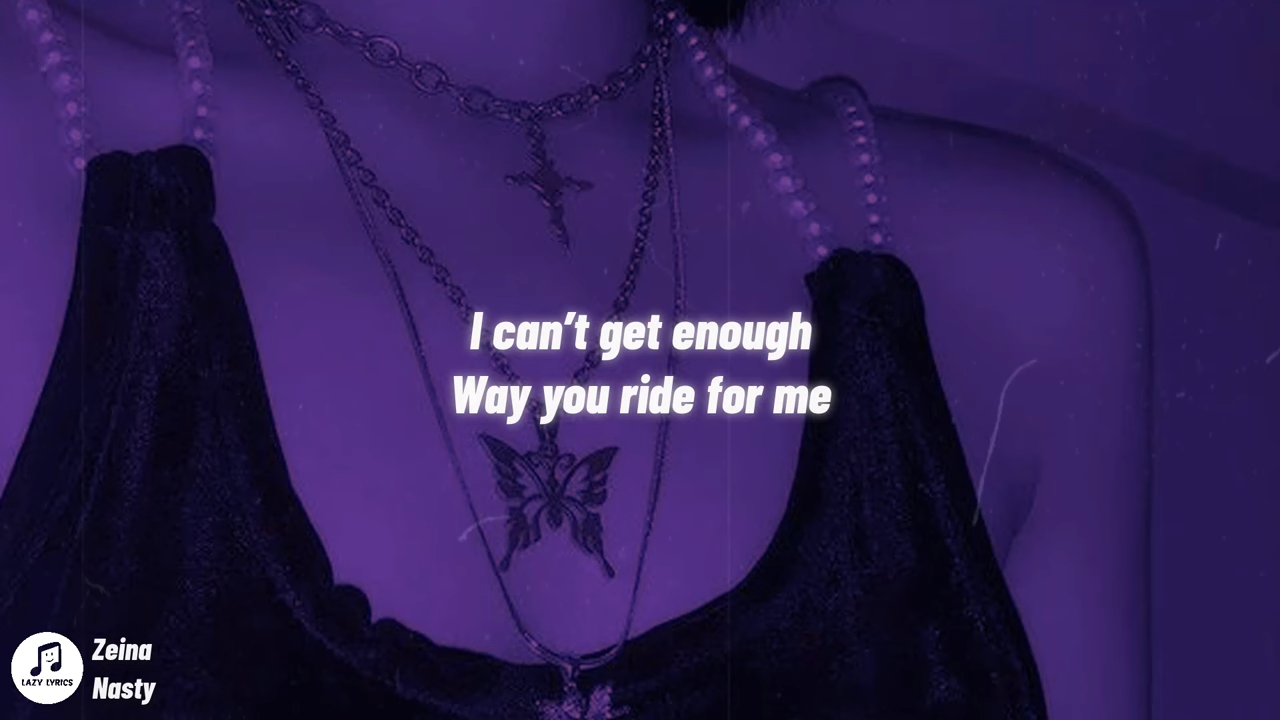 I can’t get enough
Way you ride for me
LAZY LYRICS
Zeina
Nasty